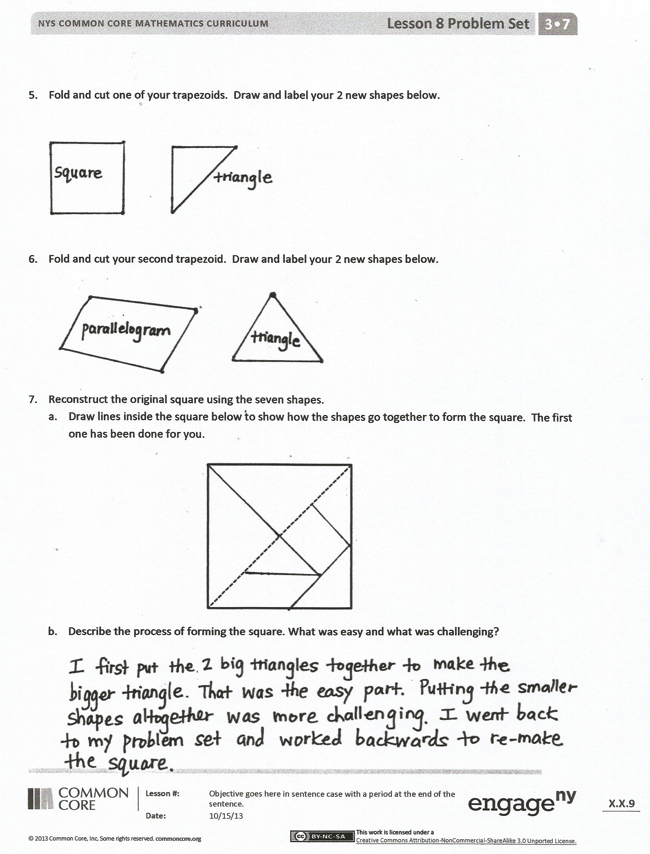 NYS COMMON CORE MATHEMATICS CURRICULUM Lesson 8 Problem Set 3•7
5. Fold and cut one of your trapezoids. Draw and label your 2 new shapes below.
square
triangle
6. Fold and cut your second trapezoid. Draw and label your 2 new shapes below.
parallelogram
triangle
7. Reconstruct the original square using the seven shapes.
a. Draw lines inside the square below to show how the shapes go together to form the square. The first
one has been done for you.
b. Describe the process of forming the square. What was easy and what was challenging?
I first put the 2 big triangles together to make the
bigger triangle. That was the easy part. Putting the smaller
shapes altogether was more challenging. I went back
to my problem set and worked backwards to re-make
the square.
COMMON
CORE
Lesson #: Objective goes here in sentence case with a period at the end of the
sentence.
Date: 10/15/13
engage ny
X.X.9
© 2013 Common Core, Inc. Some rights reserved. commoncore.org
cc BY-NC-SA
This work is licensed under a
Creative Commons Attribution-NonCommercial-ShareAlike 3.0 Unported License.